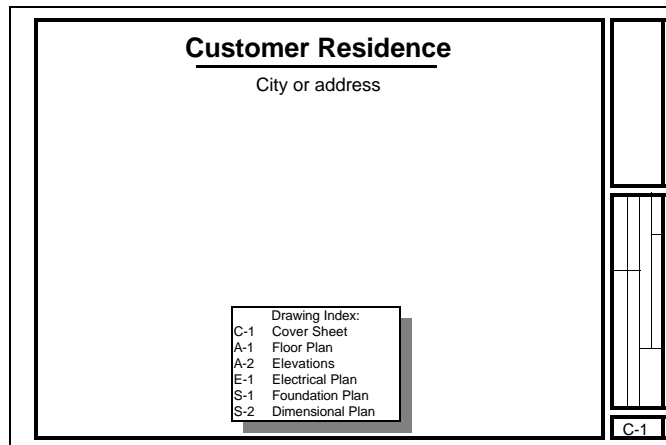 Customer Residence
City or address
Drawing Index:
C-1 Cover Sheet
A-1 Floor Plan
A-2 Elevations
E-1 Electrical Plan
S-1 Foundation Plan
S-2 Dimensional Plan
C-1